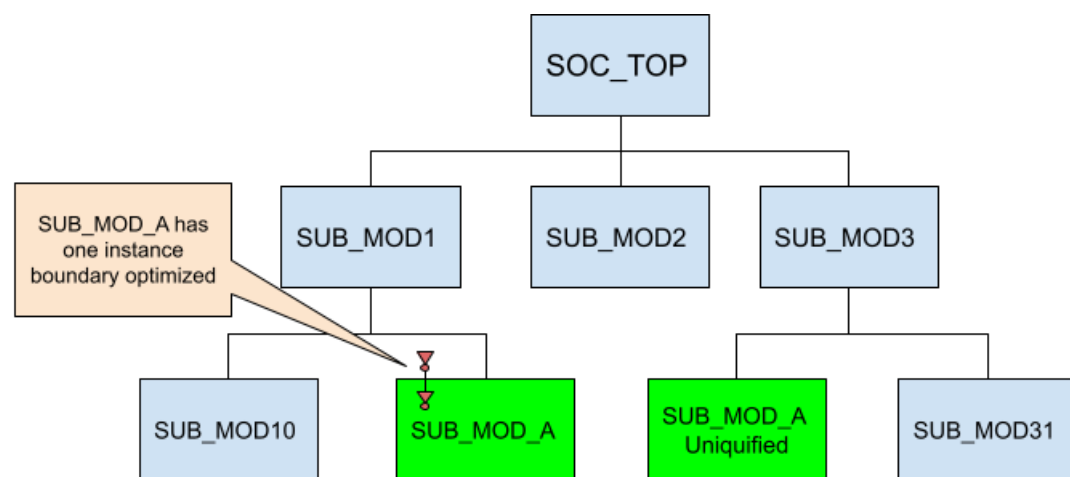 SOC_TOP
SUB_MOD_A has
one instance
boundary optimized
SUB_MOD1
SUB_MOD2
SUB_MOD3
SUB_MOD10
SUB_MOD_A
SUB_MOD_A
Uniquified
SUB_MOD31